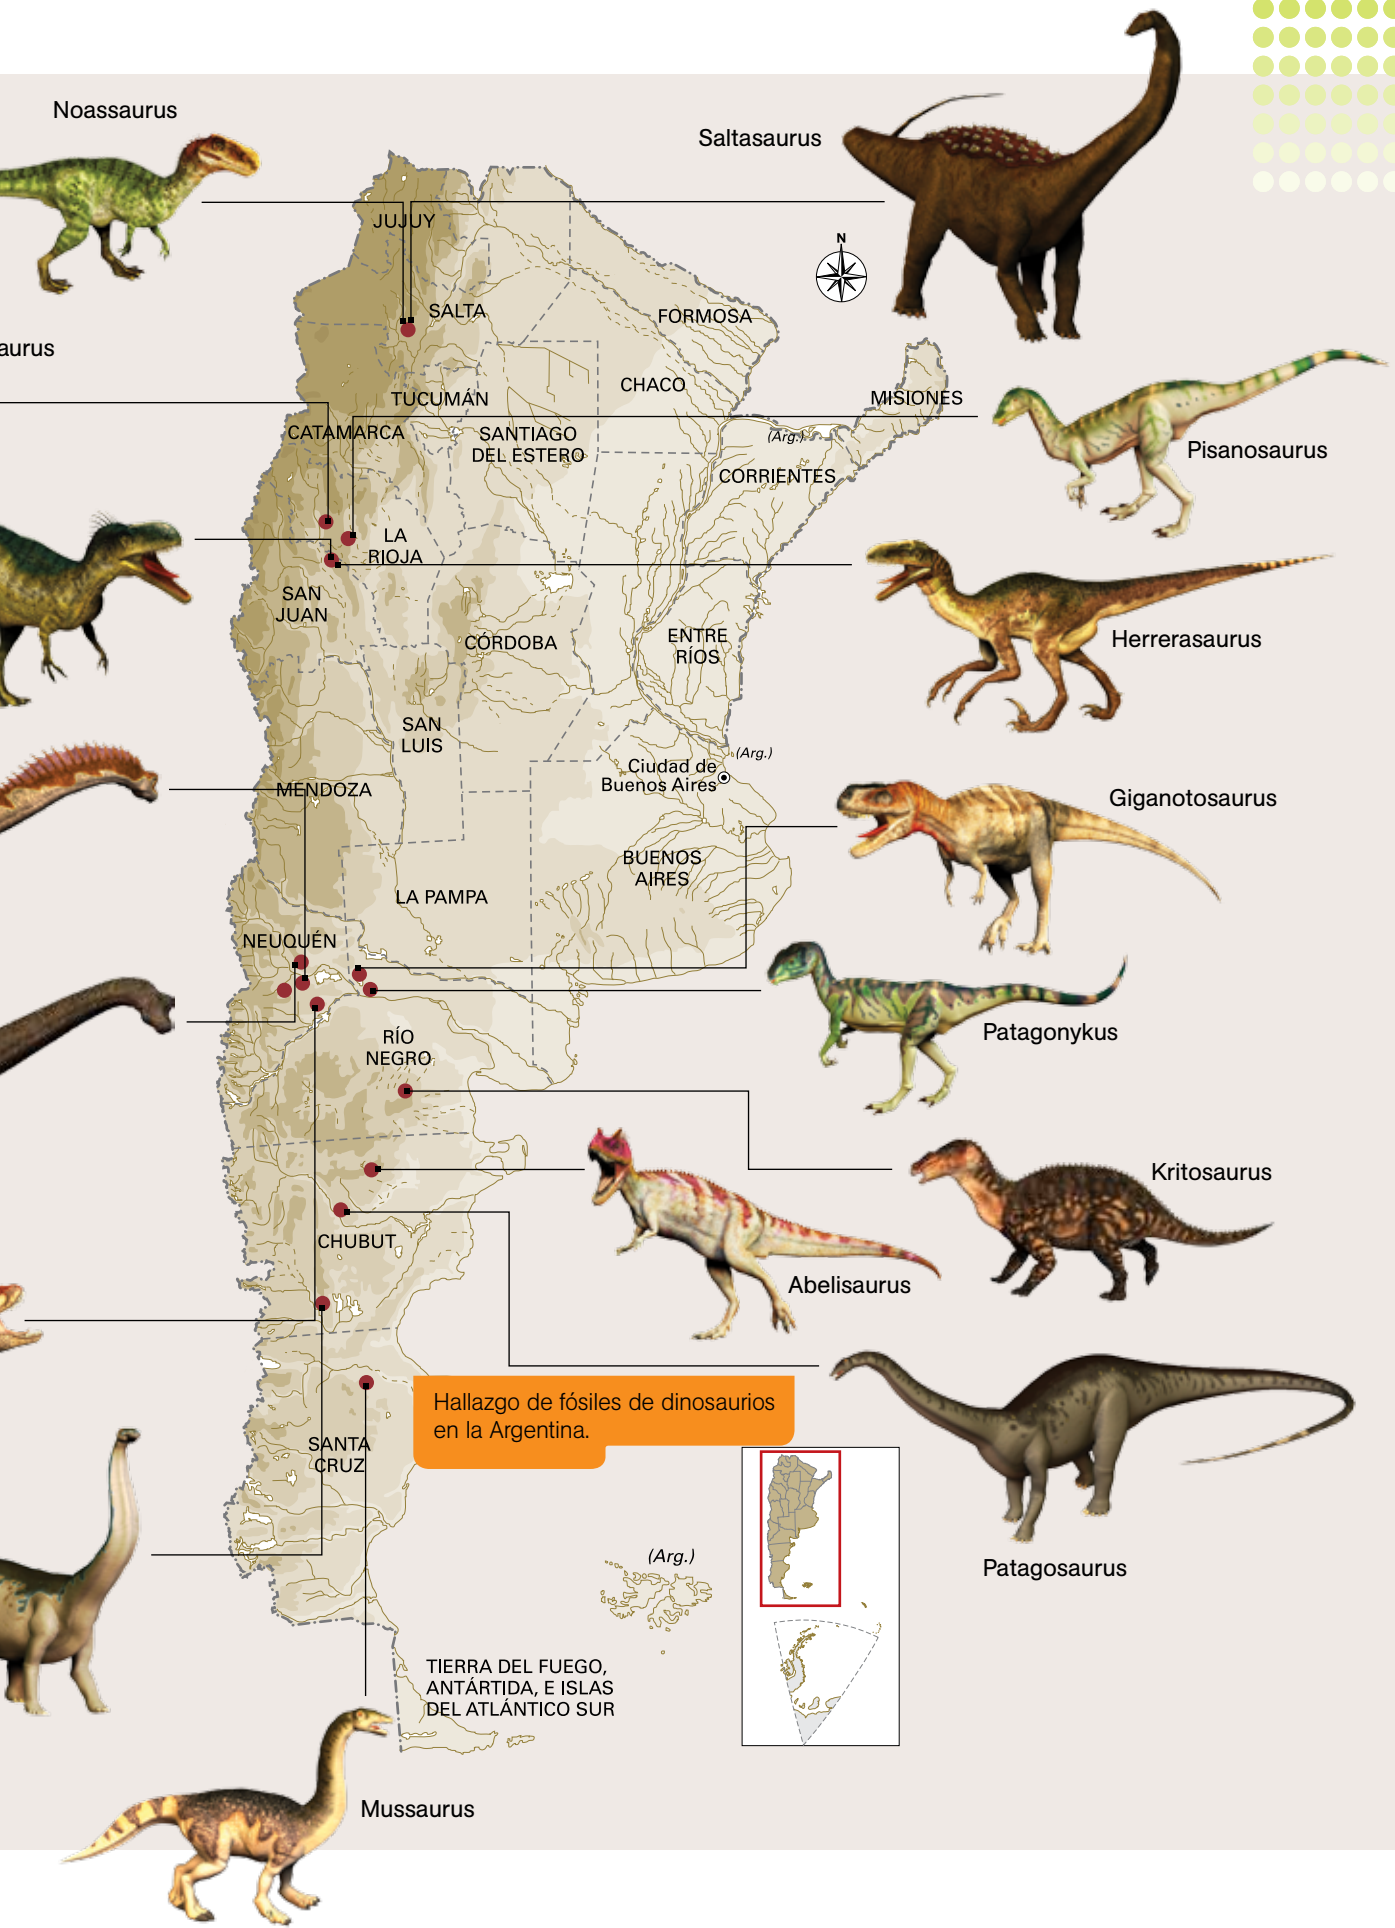 Noassaurus
Saltasaurus
N
JUJUY
SALTA
FORMOSA
aurus
CHACO
TUCUMÁN
MISIONES
CATAMARCA
SANTIAGO
DEL ESTERO
(Arg.)
Pisanosaurus
CORRIENTES
LA
RIOJA
SAN
JUAN
CÓRDOBA
ENTRE
RÍOS
Herrerasaurus
SAN
LUIS
(Arg.)
Ciudad de
Buenos Aires
MENDOZA
Giganotosaurus
BUENOS
AIRES
LA PAMPA
NEUQUÉN
RÍO
NEGRO
Patagonykus
Kritosaurus
CHUBUT
Abelisaurus
Hallazgo de fósiles de dinosaurios
en la Argentina.
SANTA
CRUZ
(Arg.)
Patagosaurus
TIERRA DEL FUEGO,
ANTÁRTIDA, E ISLAS
DEL ATLÁNTICO SUR
Mussaurus